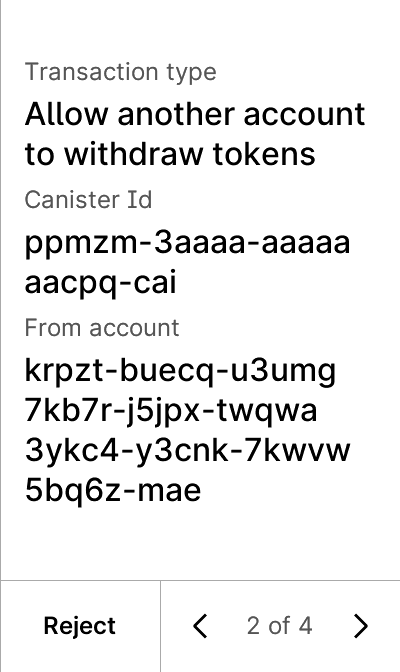 Transaction type
Allow another account
to withdraw tokens
Canister Id
ppmzm-3aaaa-aaaaa
aacpq-cai
From account
krpzt-buecq-u3umg
7kb7r-j5jpx-twqwa
3ykc4-y3cnk-7kwvw
5bq6z-mae
Reject
2 of 4